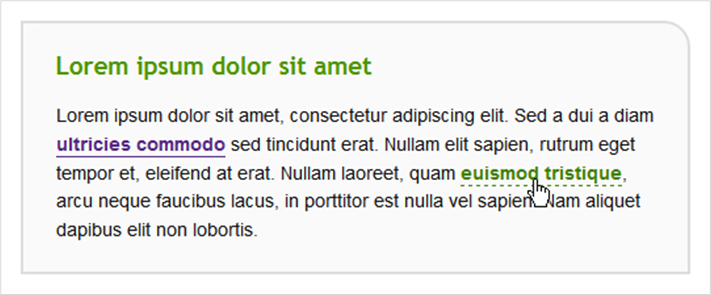 Lorem ipsum dolor sit amet
Lorem ipsum dolor sit amet, consectetur adipiscing elit. Sed a dui a diam
ultricies commodo sed tincidunt erat. Nullam elit sapien, rutrum eget
tempor et, eleifend at erat. Nullam laoreet, quam euismod tristique,
arcu neque faucibus lacus, in porttitor est nulla vel sapien. Nam aliquet
dapibus elit non lobortis.